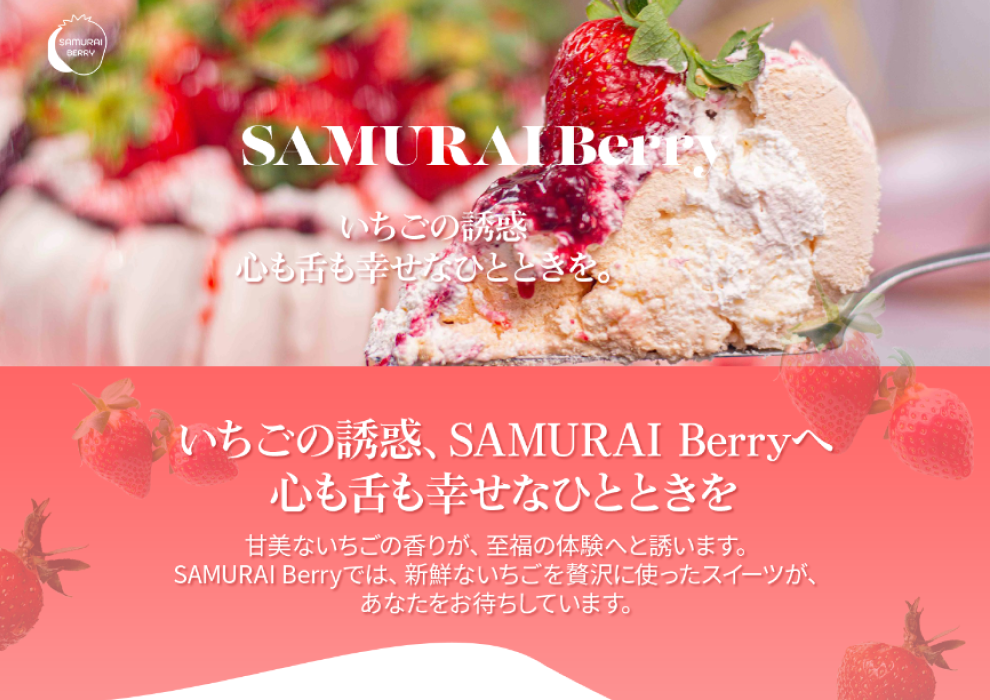 SAMURAI
BERRY
SAMURAI Berry
いちごの誘惑
心も舌も幸せなひとときを。
いちごの誘惑、SAMURAI Berryへ
心も舌も幸せなひとときを
甘美ないちごの香りが、至福の体験へと誘います。
SAMURAI Berryでは、新鮮ないちごを贅沢に使ったスイーツが、
あなたをお待ちしています。